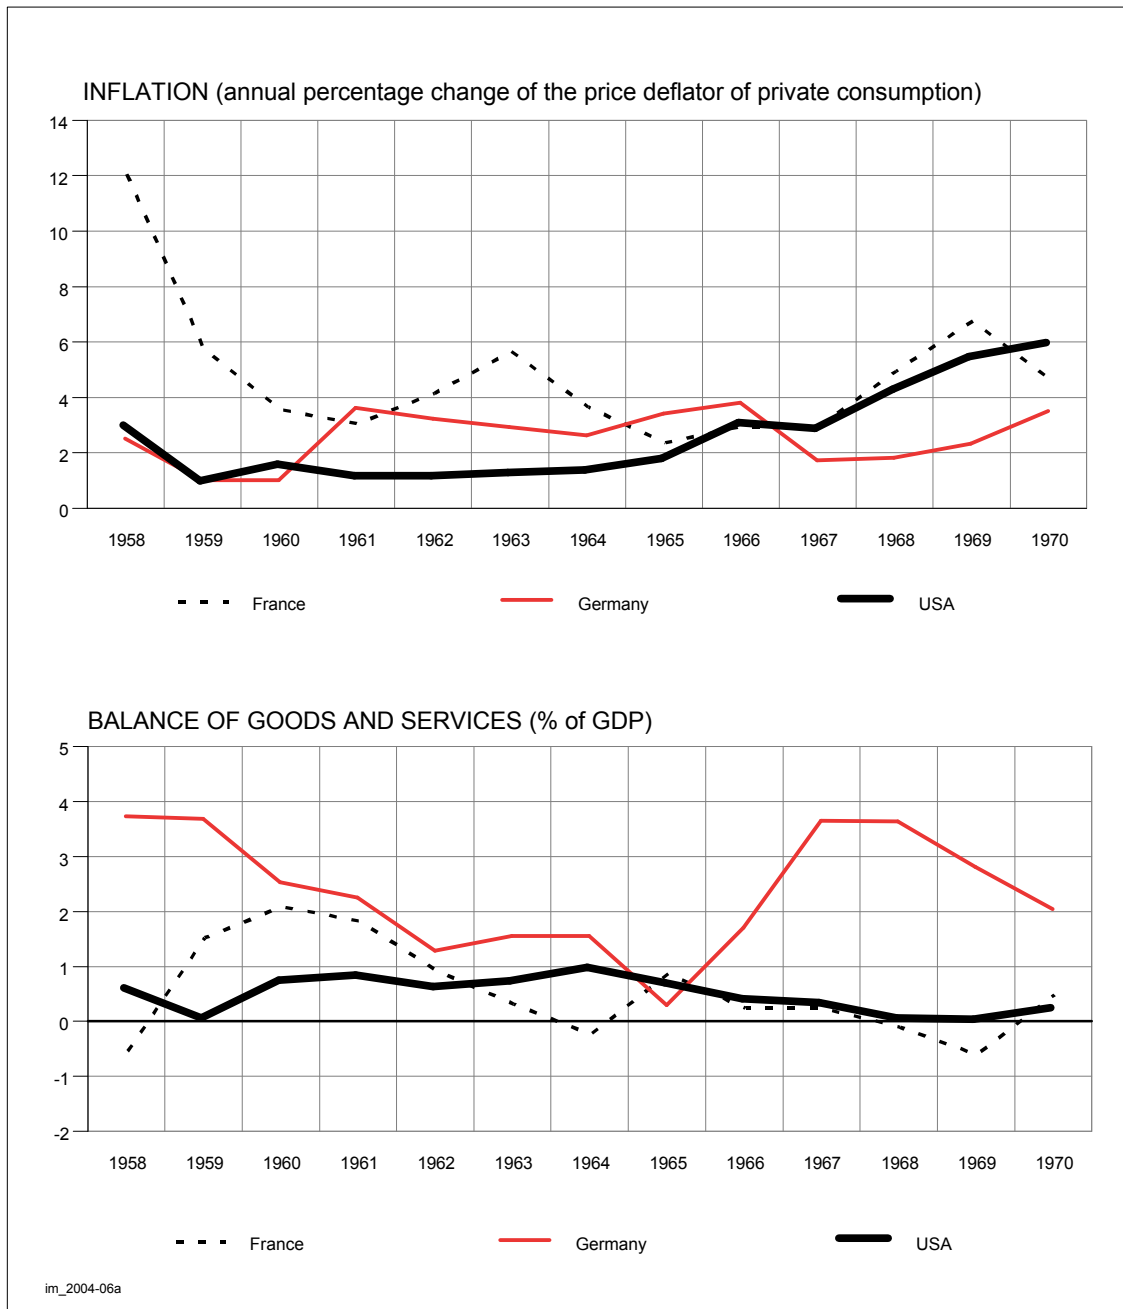 INFLATION (annual percentage change of the price deflator of private consumption)
14
12
10
8
6
4
2
0
1958 1959 1960 1961 1962 1963 1964 1965 1966 1967 1968 1969 1970
France Germany USA
BALANCE OF GOODS AND SERVICES (% of GDP)
5
4
3
2
1
0
-1
-2
1958 1959 1960 1961 1962 1963 1964 1965 1966 1967 1968 1969 1970
France Germany USA
im_2004-06a